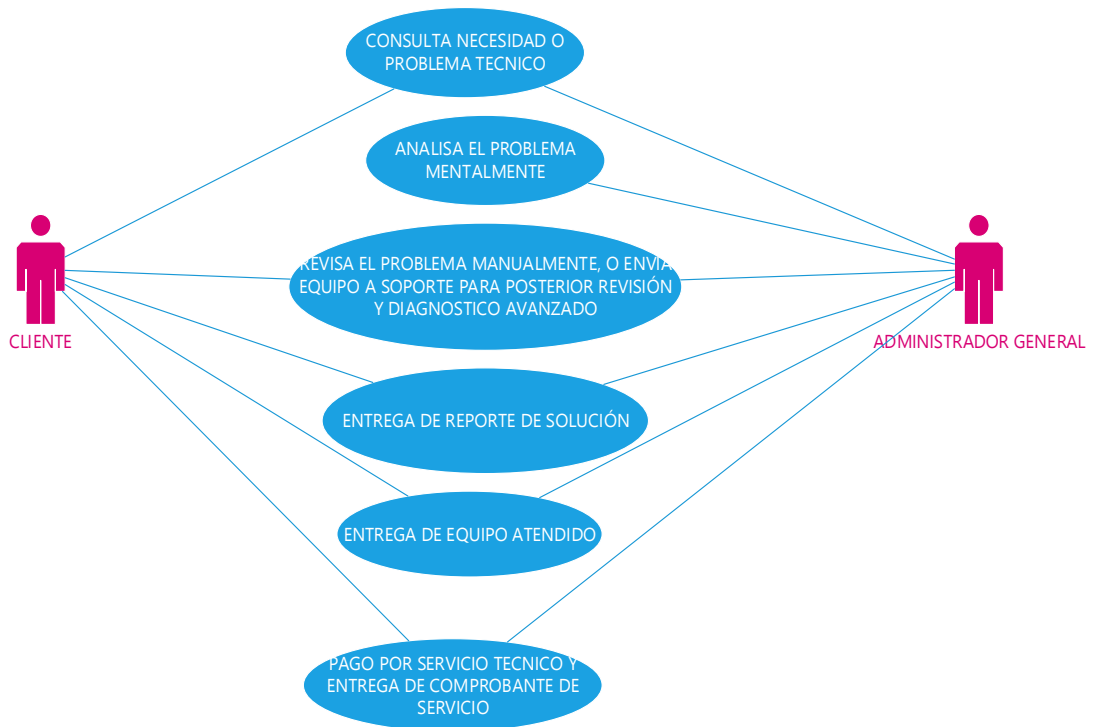 CONSULTA NECESIDAD O
PROBLEMA TECNICO
ANALISA EL PROBLEMA
MENTALMENTE
REVISA EL PROBLEMA MANUALMENTE, O ENVIA
EQUIPO A SOPORTE PARA POSTERIOR REVISIÓN
Y DIAGNOSTICO AVANZADO
CLIENTE
ADMINISTRADOR GENERAL
ENTREGA DE REPORTE DE SOLUCIÓN
ENTREGA DE EQUIPO ATENDIDO
PAGO POR SERVICIO TECNICO Y
ENTREGA DE COMPROBANTE DE
SERVICIO